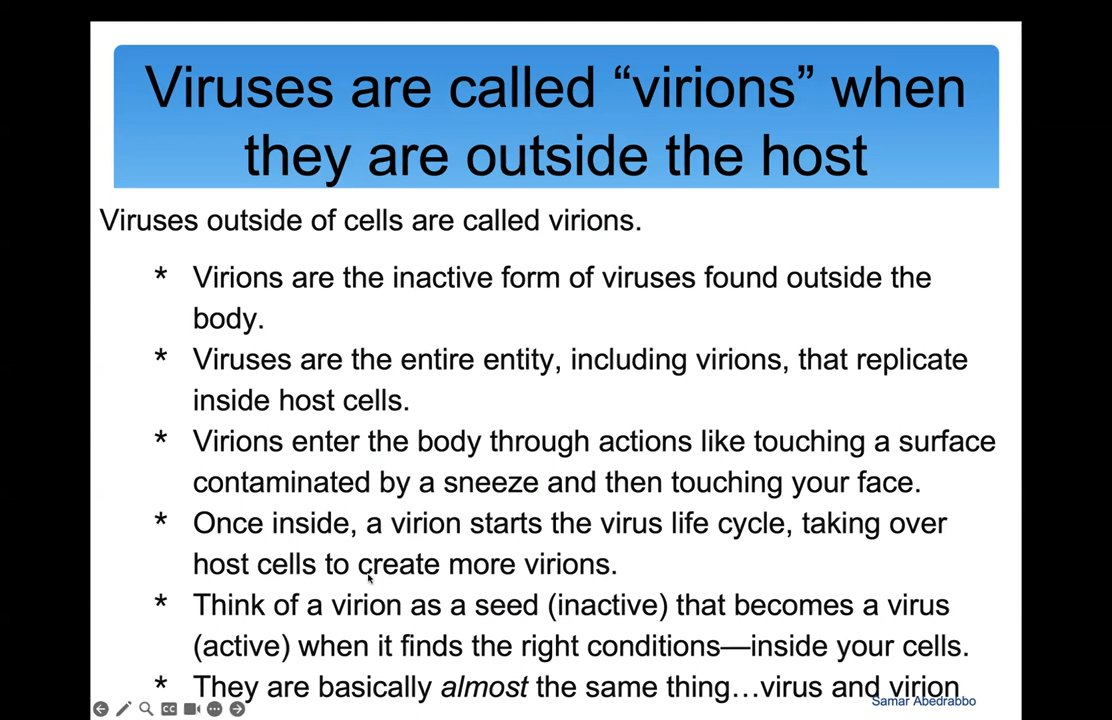 Viruses are called “virions” when
they are outside the host
Viruses outside of cells are called virions.
* Virions are the inactive form of viruses found outside the
body.
* Viruses are the entire entity, including virions, that replicate
inside host cells.
* Virions enter the body through actions like touching a surface
contaminated by a sneeze and then touching your face.
* Once inside, a virion starts the virus life cycle, taking over
host cells to create more virions.
* Think of a virion as a seed (inactive) that becomes a virus
(active) when it finds the right conditions—inside your cells.
* They are basically almost the same thing…virus and virion
Samar Abedrabbo
CC